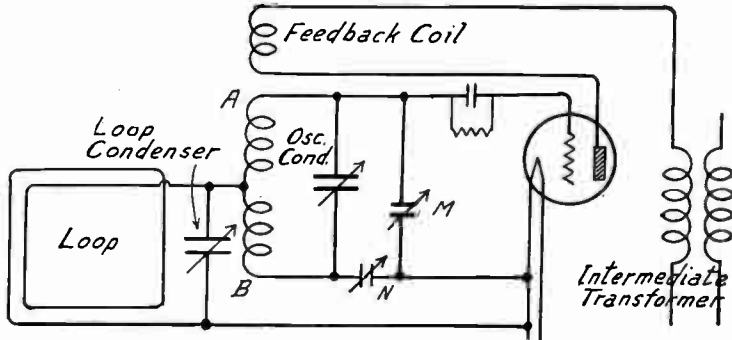 Feedback Coil
A
Loop
Condenser
Osc.
Cond.
M
Loop
B
N
Intermediate
Transformer